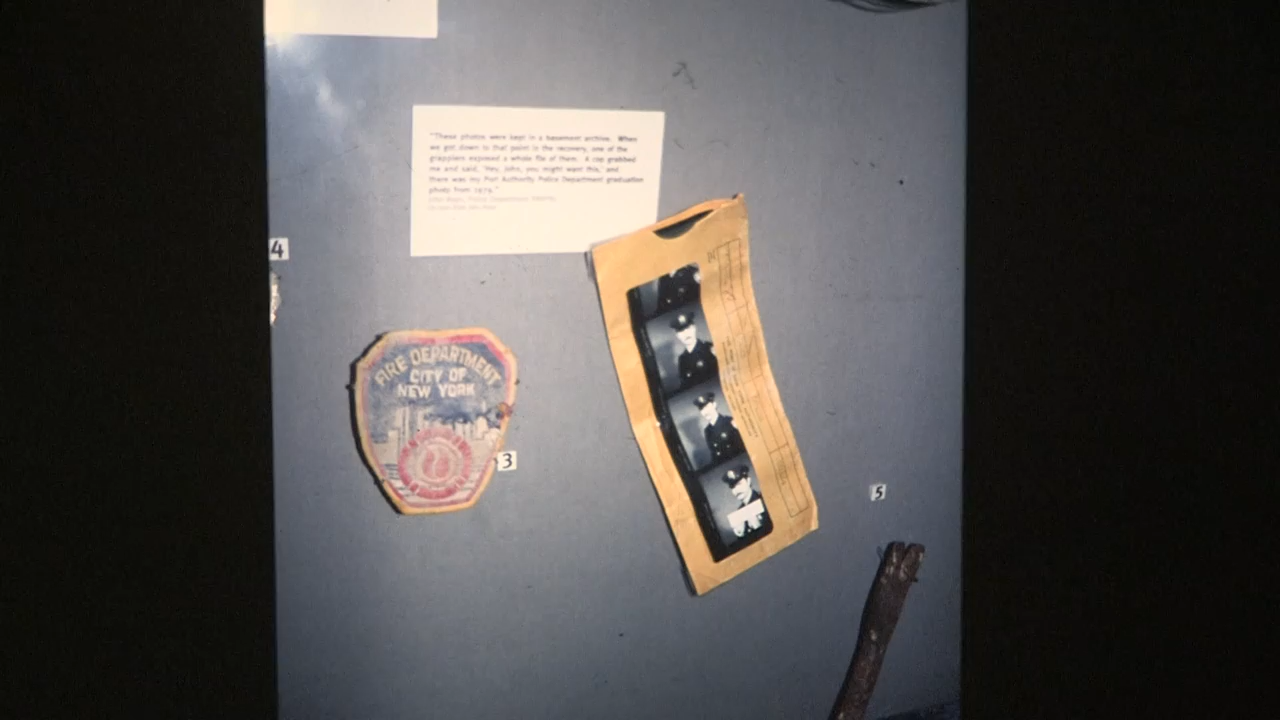 "These photos were kept in a basement archive. When
we got down to that point in the recovery, one of the
grapplers exposed a whole file of them. A cop grabbed
me and said, 'Hey, John, you might want this,' and
there was my Port Authority Police Department graduation
photo from 1979."
4
FIRE DEPARTMENT
CITY OF
NEW YORK
3
5